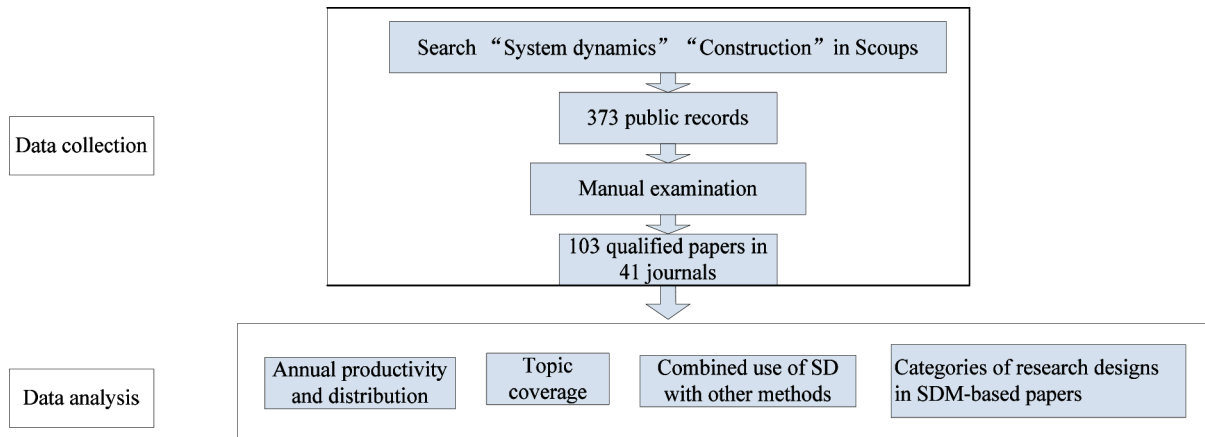 Search “System dynamics” “Construction” in Scoups
373 public records
Data collection
Manual examination
103 qualified papers in
41 journals
Annual productivity
and distribution
Topic
coverage
Combined use of SD
with other methods
Categories of research designs
in SDM-based papers
Data analysis